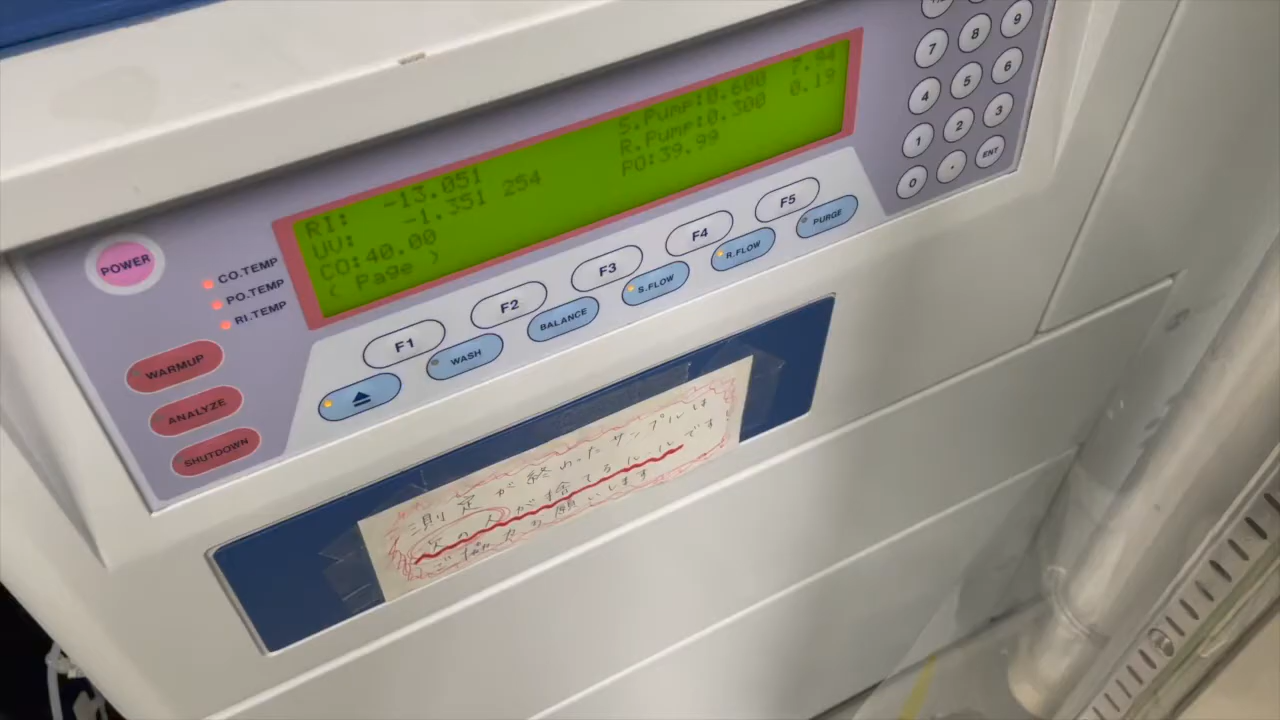 RI: -13.051
UV: -1.351 254
CO:40.00
( Page )
S.Pump:0.600 7.94
R.Pump:0.300 0.19
PO:39.99
POWER
CO.TEMP
PO.TEMP
RI.TEMP
WARMUP
ANALYZE
SHUTDOWN
F1
F2
F3
F4
F5
WASH
BALANCE
S.FLOW
R.FLOW
PURGE
7 8 9
4 5 6
1 2 3
0 . ENT
測定が終わったサンプルは
次の人が捨てるルールです
ご協力お願いします